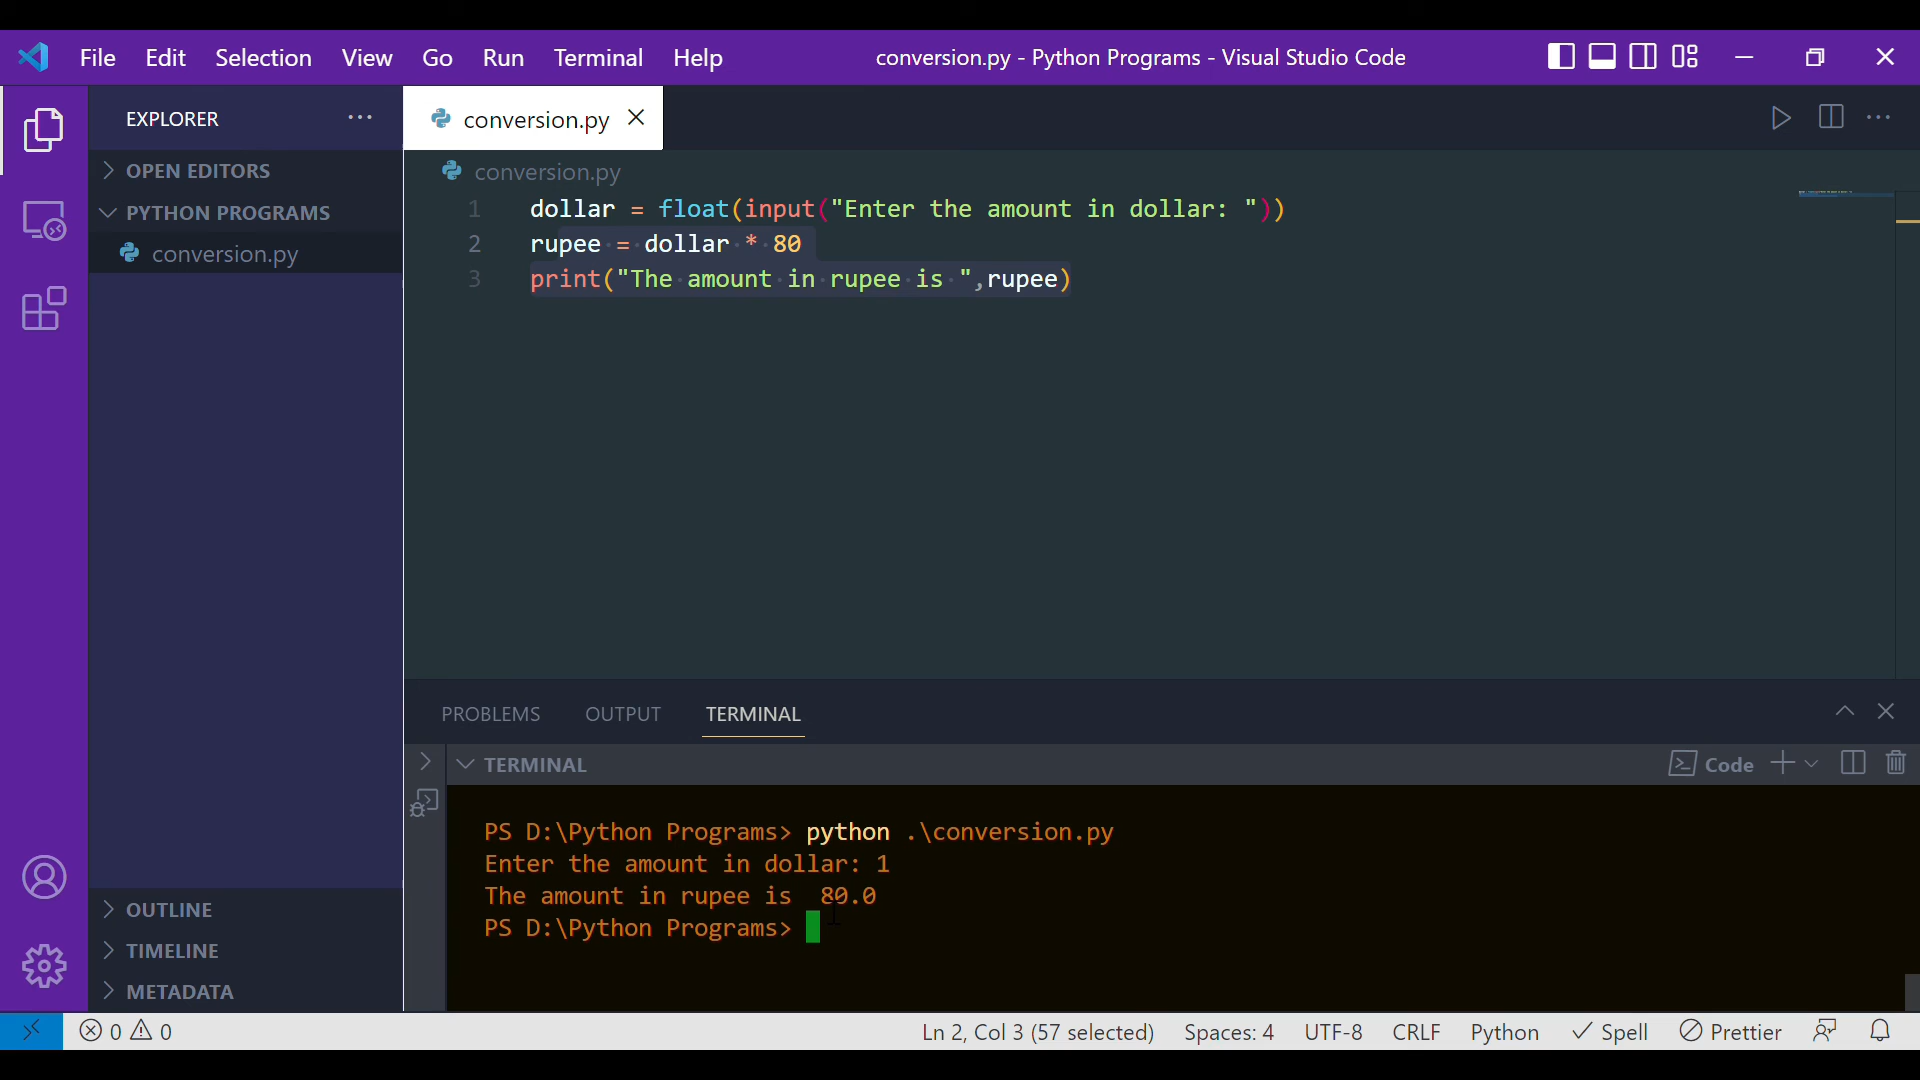 File Edit Selection View Go Run Terminal Help conversion.py - Python Programs - Visual Studio Code
EXPLORER ···
conversion.py
OPEN EDITORS
PYTHON PROGRAMS
conversion.py
conversion.py
1 dollar = float(input("Enter the amount in dollar: "))
2 rupee = dollar * 80
3 print("The amount in rupee is ",rupee)
PROBLEMS OUTPUT TERMINAL
TERMINAL
Code
PS D:\Python Programs> python .\conversion.py
Enter the amount in dollar: 1
The amount in rupee is  80.0
PS D:\Python Programs>
OUTLINE
TIMELINE
METADATA
0 0 Ln 2, Col 3 (57 selected) Spaces: 4 UTF-8 CRLF Python Spell Prettier